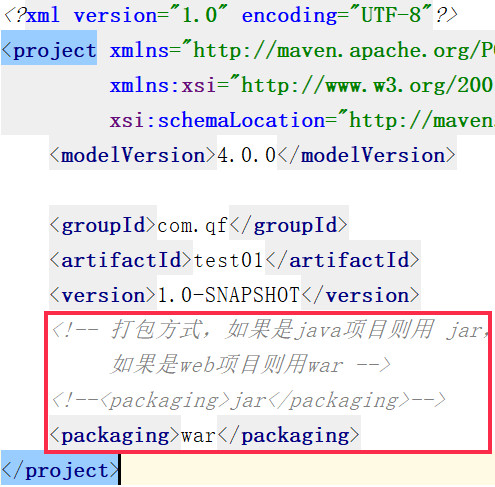 <?xml version="1.0" encoding="UTF-8"?>
<project xmlns="http://maven.apache.org/PO
xmlns:xsi="http://www.w3.org/200
xsi:schemaLocation="http://maven.
<modelVersion>4.0.0</modelVersion>
<groupId>com.qf</groupId>
<artifactId>test01</artifactId>
<version>1.0-SNAPSHOT</version>
<!-- 打包方式，如果是java项目则用 jar，
如果是web项目则用war -->
<!--<packaging>jar</packaging>-->
<packaging>war</packaging>
</project>